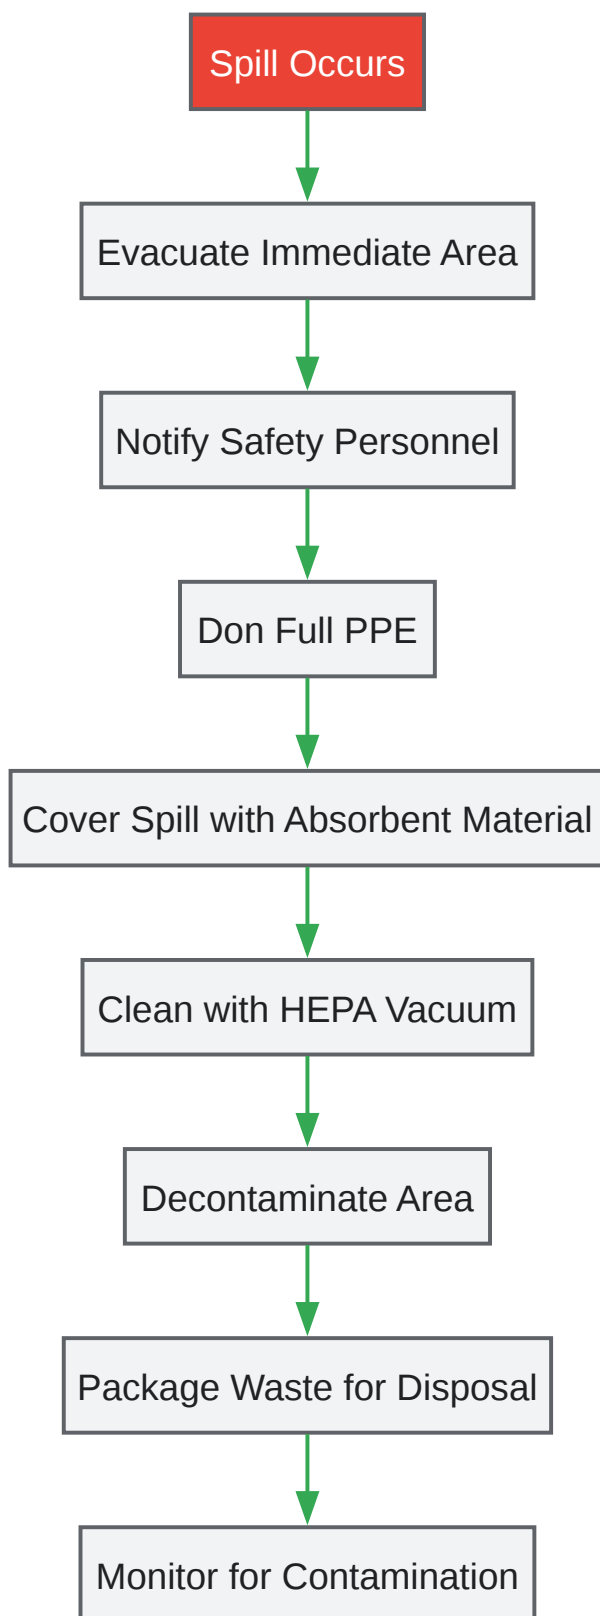 Spill Occurs
Evacuate Immediate Area
Notify Safety Personnel
Don Full PPE
Cover Spill with Absorbent Material
Clean with HEPA Vacuum
Decontaminate Area
Package Waste for Disposal
Monitor for Contamination